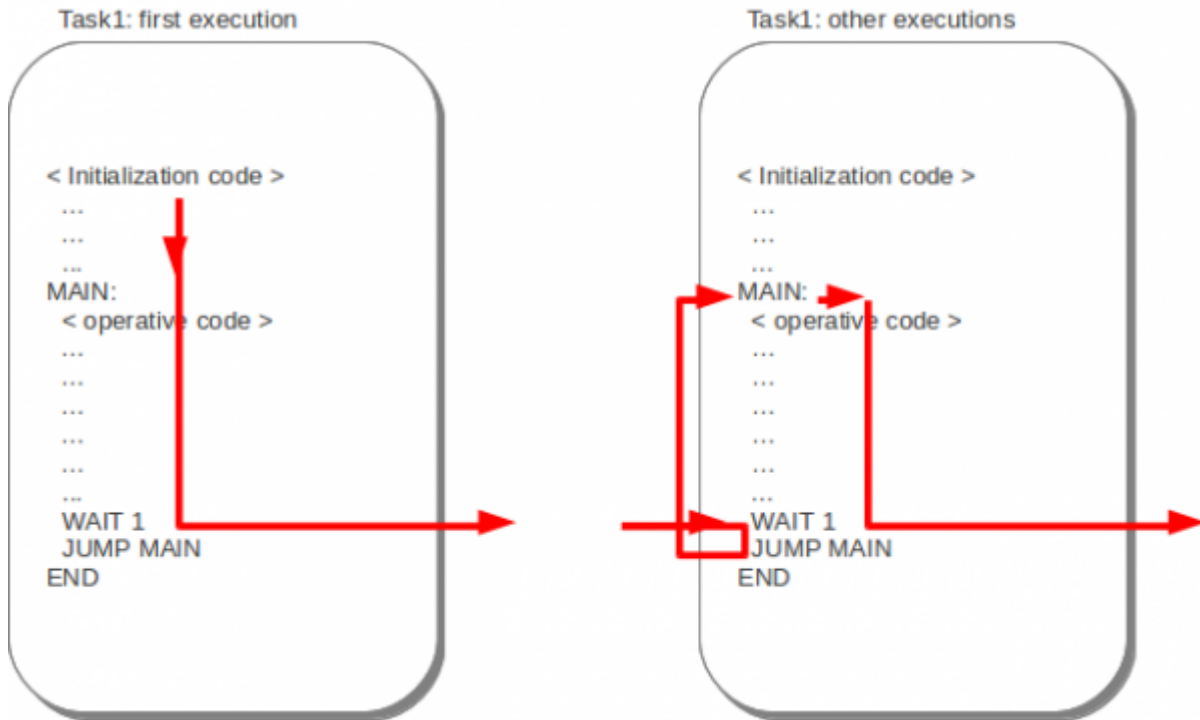 Task1: first execution
< Initialization code >
...
...
...
MAIN:
< operative code >
...
...
...
...
...
...
WAIT 1
JUMP MAIN
END
Task1: other executions
< Initialization code >
...
...
...
MAIN:
< operative code >
...
...
...
...
...
...
WAIT 1
JUMP MAIN
END